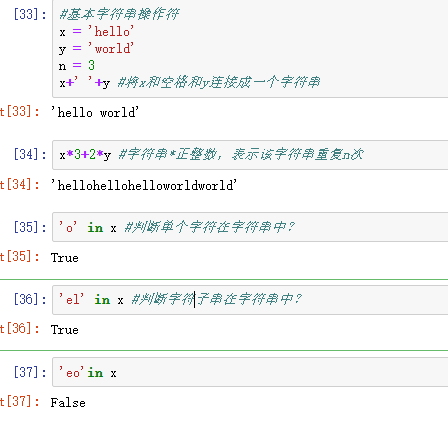 [33]: #基本字符串操作符
x = 'hello'
y = 'world'
n = 3
x+' '+y #将x和空格和y连接成一个字符串
t[33]: 'hello world'
[34]: x*3+2*y #字符串*正整数，表示该字符串重复n次
t[34]: 'hellohellohelloworldworld'
[35]: 'o' in x #判断单个字符在字符串中?
t[35]: True
[36]: 'el' in x #判断字符子串在字符串中?
t[36]: True
[37]: 'eo'in x
t[37]: False